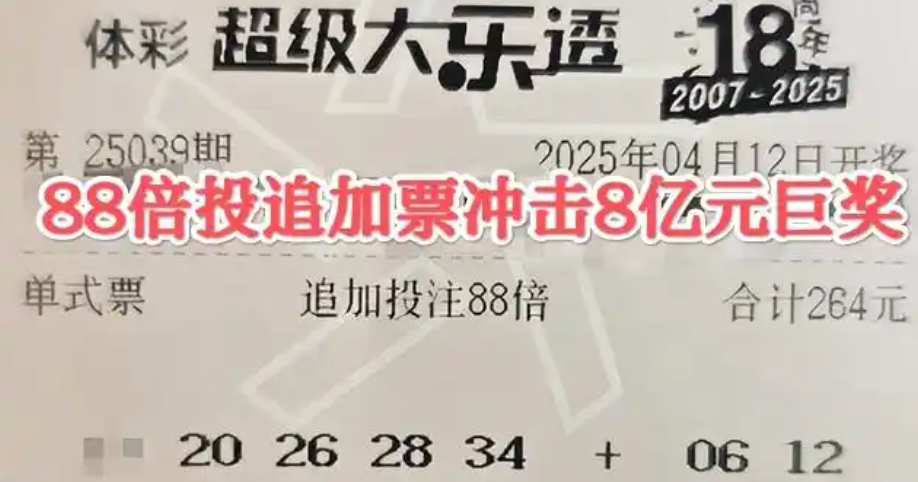 体彩 超级大乐透 18周年
2007-2025
第 25039期 2025年04月12日开奖
88倍投追加票冲击8亿元巨奖
单式票 追加投注88倍 合计264元
20 26 28 34 + 06 12